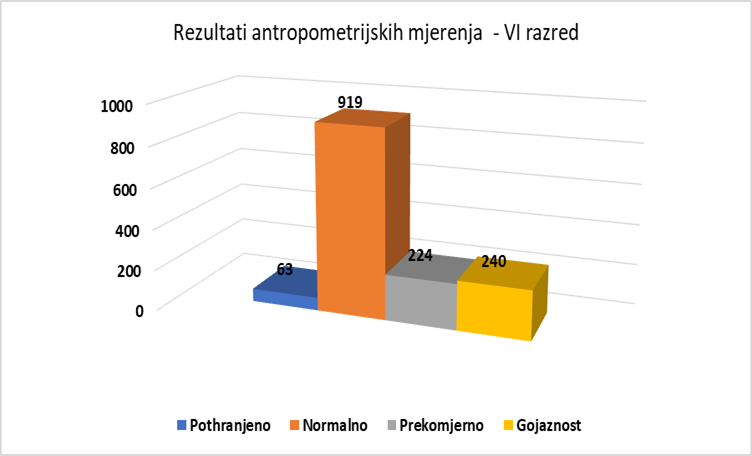 Rezultati antropometrijskih mjerenja - VI razred
1000
800
600
400
200
0
63
919
224
240
Pothranjeno
Normalno
Prekomjerno
Gojaznost